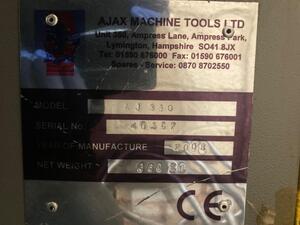 AJAX MACHINE TOOLS LTD
Unit 350, Ampress Lane, Ampress Park,
Lymington, Hampshire SO41 8JX
Tel: 01590 676000 Fax: 01590 676001
Spares - Service: 0870 8702550
MODEL AJ 330
SERIAL No.
YEAR OF MANUFACTURE
NET WEIGHT
CE